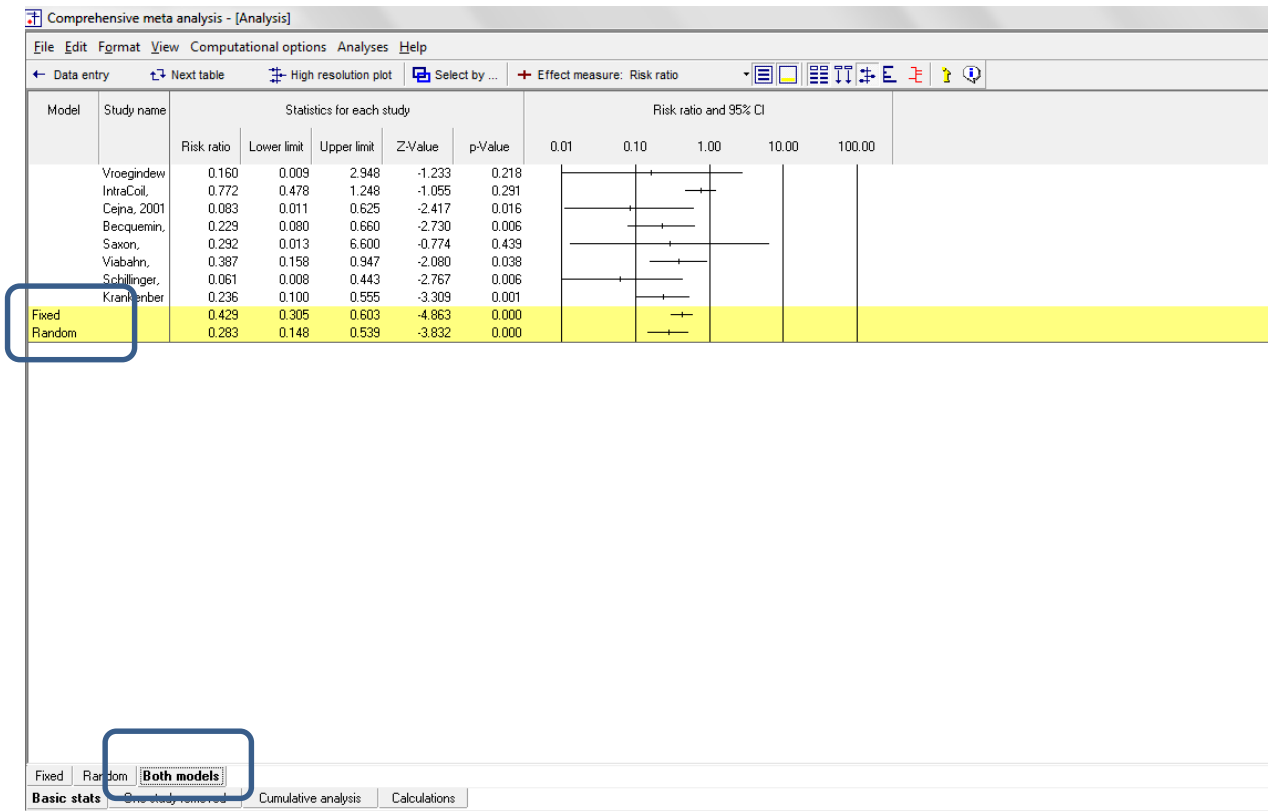 Comprehensive meta analysis - [Analysis]
File Edit Format View Computational options Analyses Help
Data entry Next table High resolution plot Select by ... Effect measure: Risk ratio
Model Study name Statistics for each study Risk ratio and 95% CI
Risk ratio Lower limit Upper limit Z-Value p-Value 0.01 0.10 1.00 10.00 100.00
Vroegindew 0.160 0.009 2.948 -1.233 0.218
IntraCoil, 0.772 0.478 1.248 -1.055 0.291
Cejna, 2001 0.083 0.011 0.625 -2.417 0.016
Becquemin, 0.229 0.080 0.660 -2.730 0.006
Saxon, 0.292 0.013 6.600 -0.774 0.439
Viabahn, 0.387 0.158 0.947 -2.080 0.038
Schillinger, 0.061 0.008 0.443 -2.767 0.006
Krankenber 0.236 0.100 0.555 -3.309 0.001
Fixed 0.429 0.305 0.603 -4.863 0.000
Random 0.283 0.148 0.539 -3.832 0.000
Fixed Random Both models
Basic stats One study removed Cumulative analysis Calculations